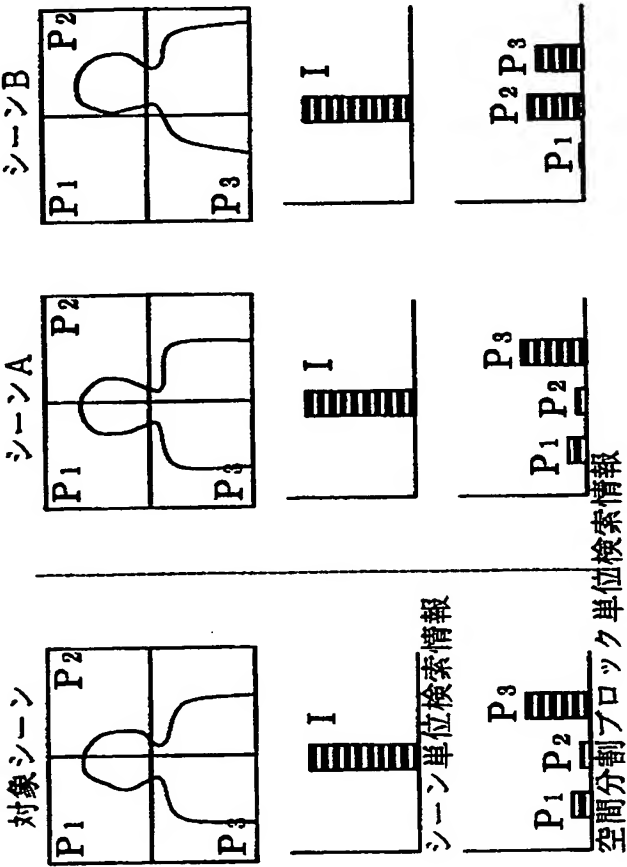 対象シーン
P1 P2
P3
I
シーン単位検索情報
P1 P2 P3
空間分割ブロック単位検索情報
シーンA
P1 P2
P3
I
P1 P2 P3
シーンB
P1 P2
P3
I
P1 P2 P3